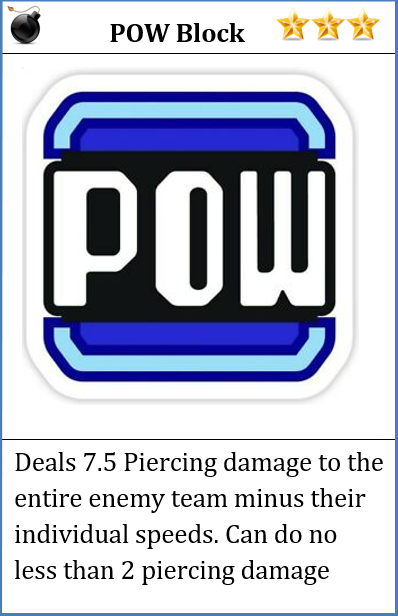 POW Block
POW
Deals 7.5 Piercing damage to the
entire enemy team minus their
individual speeds. Can do no
less than 2 piercing damage